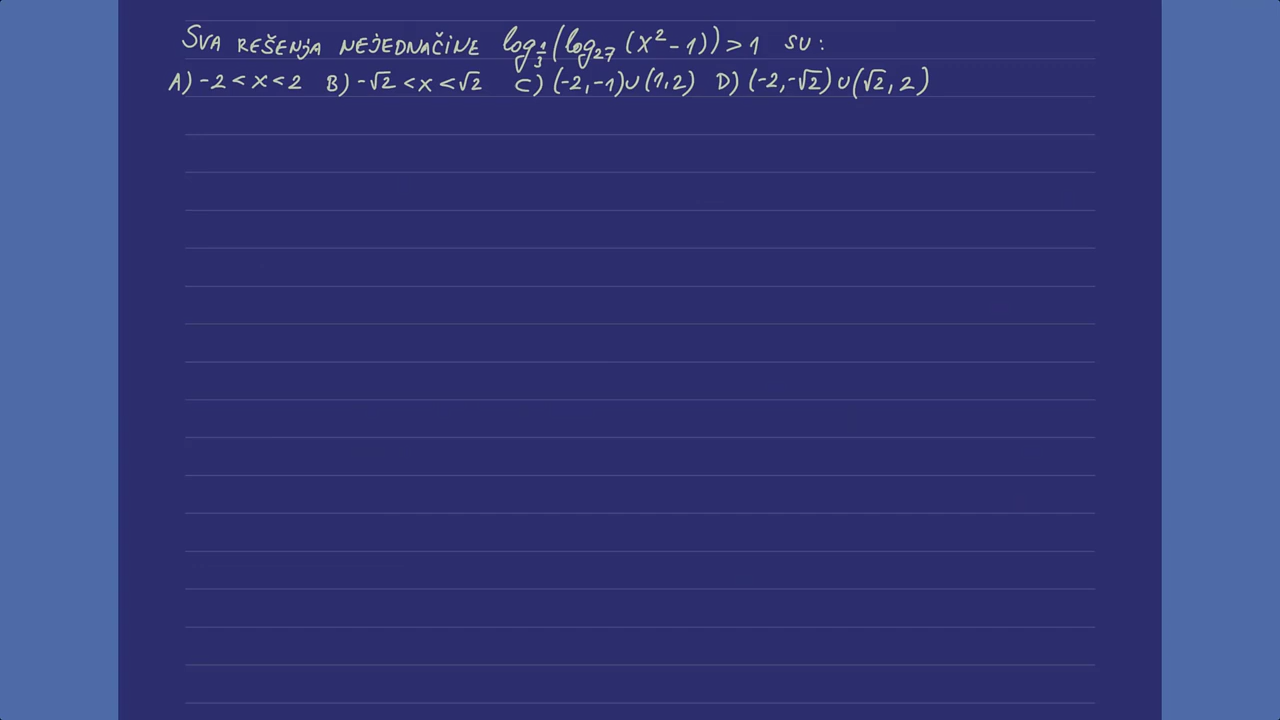 SVA REŠENJA NEJEDNAČINE log_{1/3}(log_{27}(x²-1))>1 SU:
A) -2<x<2 B) -√2<x<√2 C) (-2,-1)∪(1,2) D) (-2,-√2)∪(√2,2)